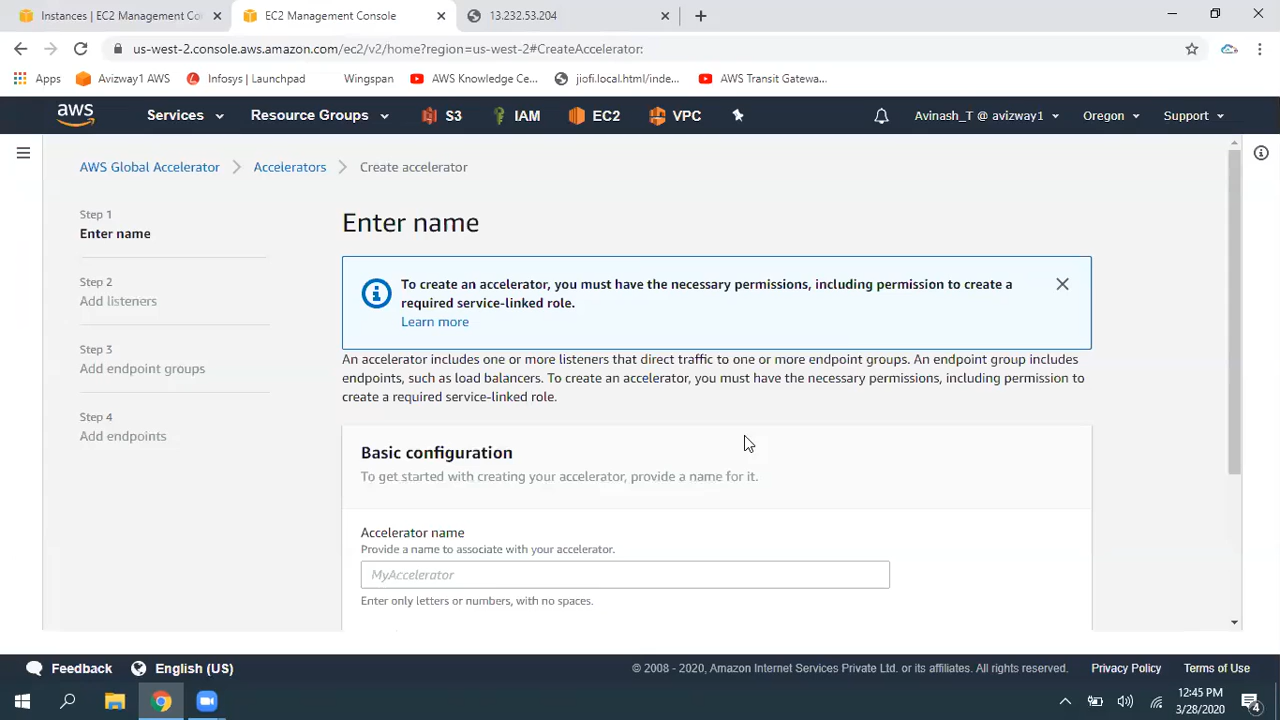 Instances | EC2 Management Co
EC2 Management Console
13.232.53.204
us-west-2.console.aws.amazon.com/ec2/v2/home?region=us-west-2#CreateAccelerator:
Apps
Avizway1 AWS
Infosys | Launchpad
Wingspan
AWS Knowledge Ce...
jiofi.local.html/inde...
AWS Transit Gatewa...
aws
Services
Resource Groups
S3
IAM
EC2
VPC
Avinash_T @ avizway1
Oregon
Support
AWS Global Accelerator
Accelerators
Create accelerator
Step 1
Enter name
Step 2
Add listeners
Step 3
Add endpoint groups
Step 4
Add endpoints
Enter name
To create an accelerator, you must have the necessary permissions, including permission to create a
required service-linked role.
Learn more
An accelerator includes one or more listeners that direct traffic to one or more endpoint groups. An endpoint group includes
endpoints, such as load balancers. To create an accelerator, you must have the necessary permissions, including permission to
create a required service-linked role.
Basic configuration
To get started with creating your accelerator, provide a name for it.
Accelerator name
Provide a name to associate with your accelerator.
MyAccelerator
Enter only letters or numbers, with no spaces.
Feedback
English (US)
© 2008 - 2020, Amazon Internet Services Private Ltd. or its affiliates. All rights reserved.
Privacy Policy
Terms of Use
12:45 PM
3/28/2020
4